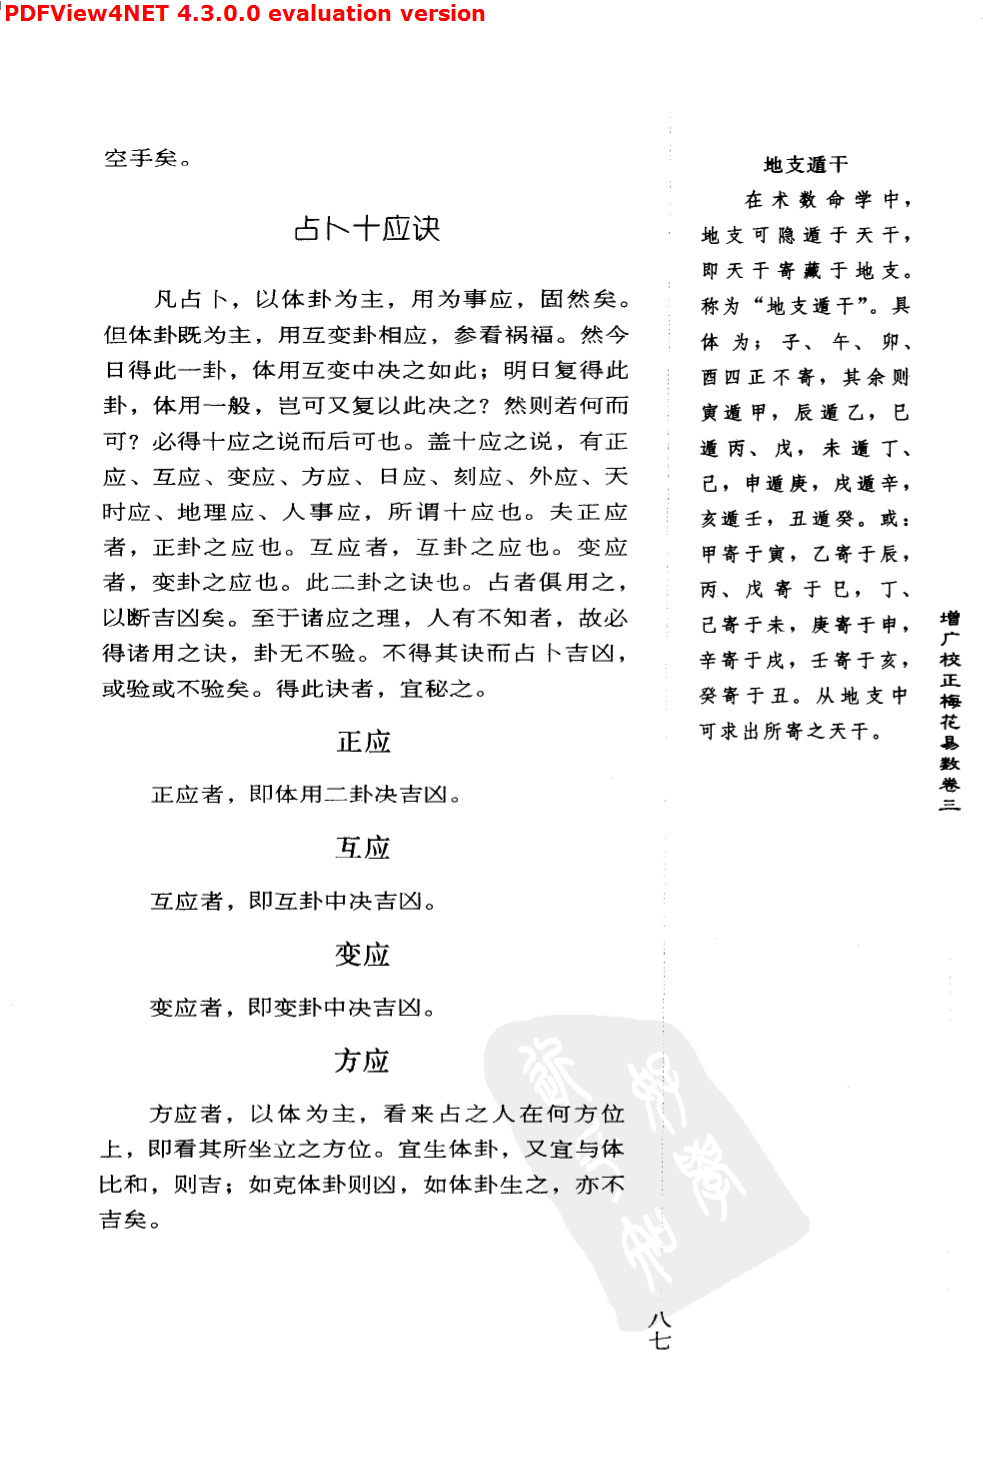 PDFView4NET 4.3.0.0 evaluation version
空手矣。
占卜十应诀
凡占卜，以体卦为主，用为事应，固然矣。
但体卦既为主，用互变卦相应，参看祸福。然今
日得此一卦，体用互变中决之如此；明日复得此
卦，体用一般，岂可又复以此决之？然则若何而
可？必得十应之说而后可也。盖十应之说，有正
应、互应、变应、方应、日应、刻应、外应、天
时应、地理应、人事应，所谓十应也。夫正应
者，正卦之应也。互应者，互卦之应也。变应
者，变卦之应也。此二卦之诀也。占者俱用之，
以断吉凶矣。至于诸应之理，人有不知者，故必
得诸用之诀，卦无不验。不得其诀而占卜吉凶，
或验或不验矣。得此诀者，宜秘之。
正应
正应者，即体用二卦决吉凶。
互应
互应者，即互卦中决吉凶。
变应
变应者，即变卦中决吉凶。
方应
方应者，以体为主，看来占之人在何方位
上，即看其所坐立之方位。宜生体卦，又宜与体
比和，则吉；如克体卦则凶，如体卦生之，亦不
吉矣。
地支遁干
在术数命学中，
地支可隐遁于天干，
即天干寄藏于地支。
称为“地支遁干”。具
体为；子、午、卯、
酉四正不寄，其余则
寅遁甲，辰遁乙，巳
遁丙、戊，未遁丁、
己，申遁庚，戌遁辛，
亥遁壬，丑遁癸。或：
甲寄于寅，乙寄于辰，
丙、戊寄于巳，丁、
己寄于未，庚寄于申，
辛寄于戌，壬寄于亥，
癸寄于丑。从地支中
可求出所寄之天干。
增广校正梅花易数卷三
八七